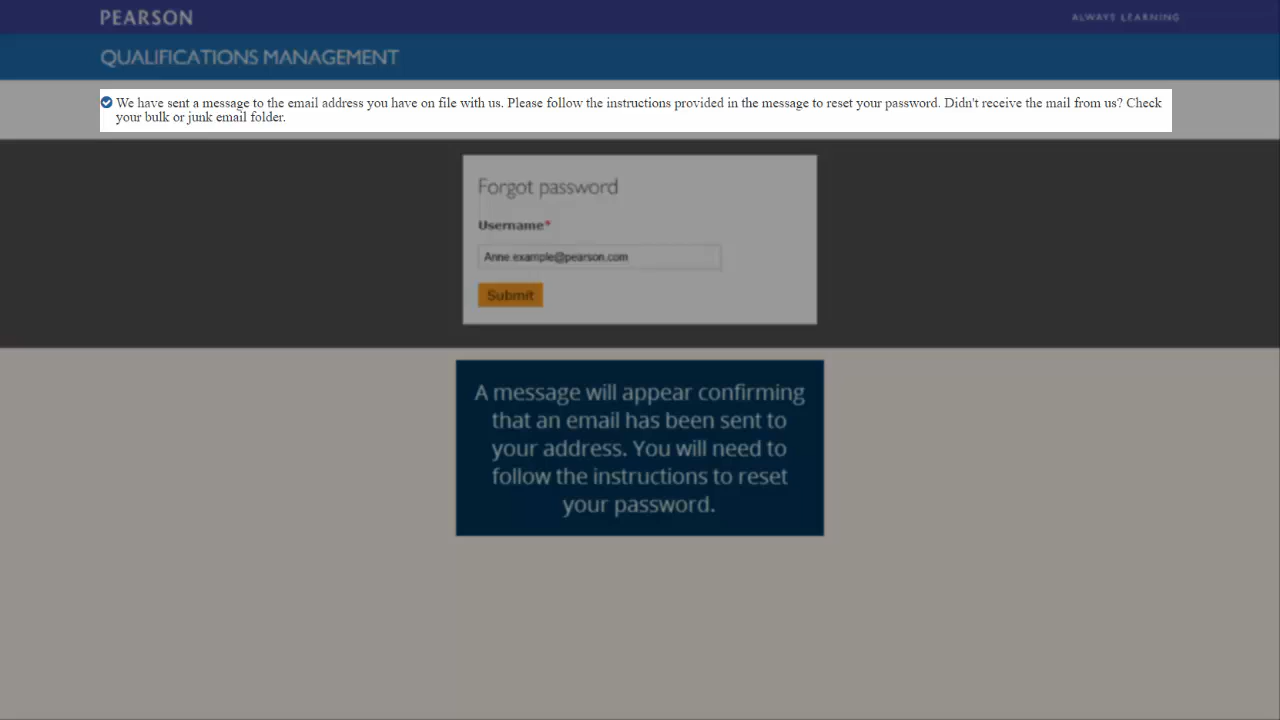 PEARSON
ALWAYS LEARNING
QUALIFICATIONS MANAGEMENT
We have sent a message to the email address you have on file with us. Please follow the instructions provided in the message to reset your password. Didn't receive the mail from us? Check
your bulk or junk email folder.
Forgot password
Username*
Anne.example@pearson.com
Submit
A message will appear confirming
that an email has been sent to
your address. You will need to
follow the instructions to reset
your password.